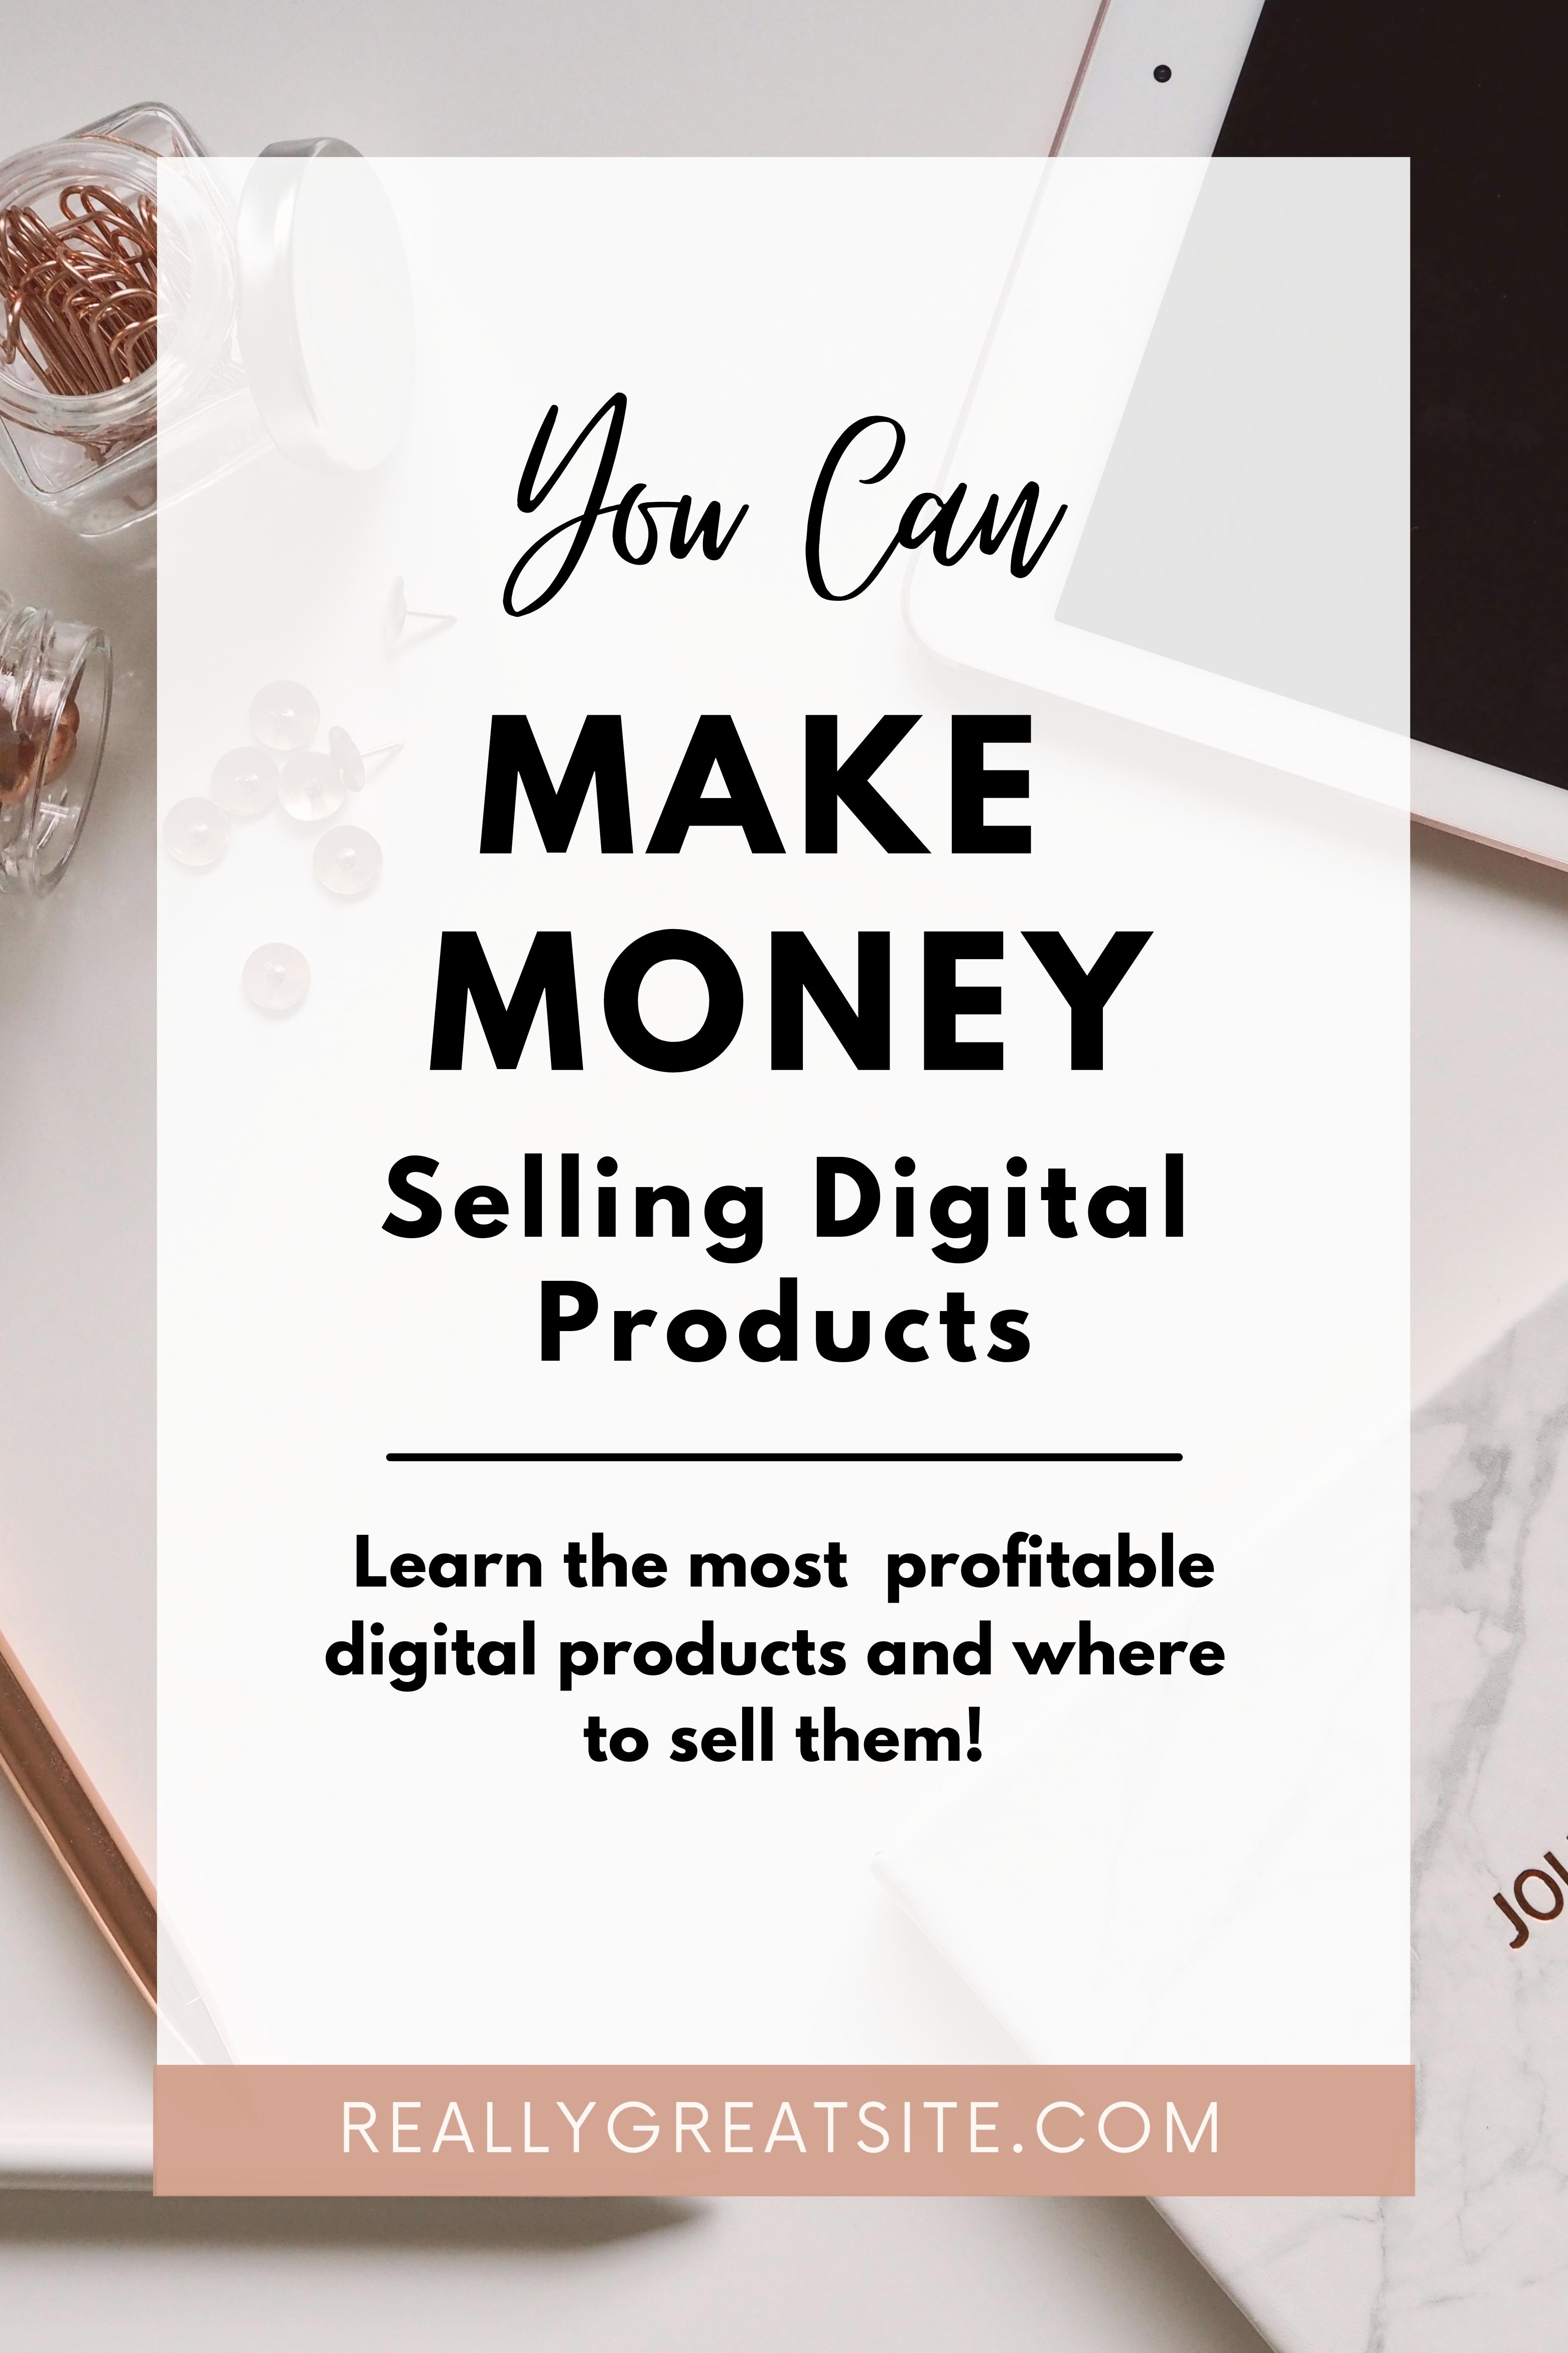 You Can
MAKE
MONEY
Selling Digital
Products
Learn the most  profitable
digital products and where
to sell them!
REALLYGREATSITE.COM